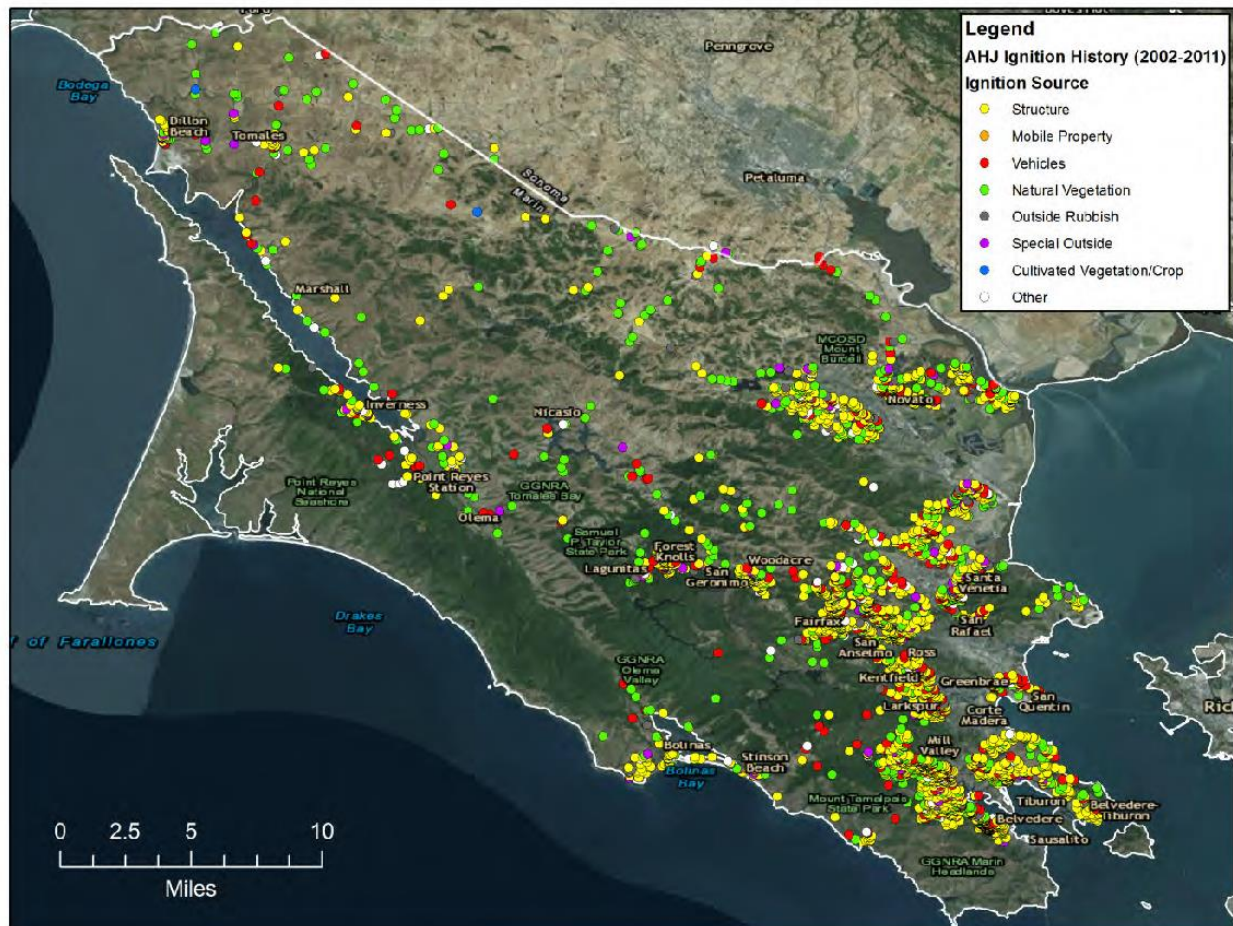 Penngrove
Legend
AHJ Ignition History (2002-2011)
Ignition Source
Structure
Mobile Property
Vehicles
Natural Vegetation
Outside Rubbish
Special Outside
Cultivated Vegetation/Crop
Other
Bodega
Bay
Dillon
Beach
Tomales
Petaluma
Sonoma
Marin
Marshall
MCOSD
Mount
Burdell
Novato
Inverness
Nicasio
Point Reyes
National
Seashore
Point Reyes
Station
GGNRA
Tomales Bay
Olema
Samuel
P. Taylor
State Park
Forest
Knolls
Lagunitas
San
Geronimo
Woodacre
Santa
Venetia
San
Rafael
Drakes
Bay
of Farallones
Fairfax
San
Anselmo
Ross
GGNRA
Olema
Valley
Kentfield
Greenbrae
San
Quentin
Larkspur
Corte
Madera
Bolinas
Bolinas
Bay
Stinson
Beach
Mill
Valley
Mount Tamalpais
State Park
Tiburon
Belvedere-
Tiburon
Belvedere
Sausalito
GGNRA Marin
Headlands
Ric
0 2.5 5 10
Miles